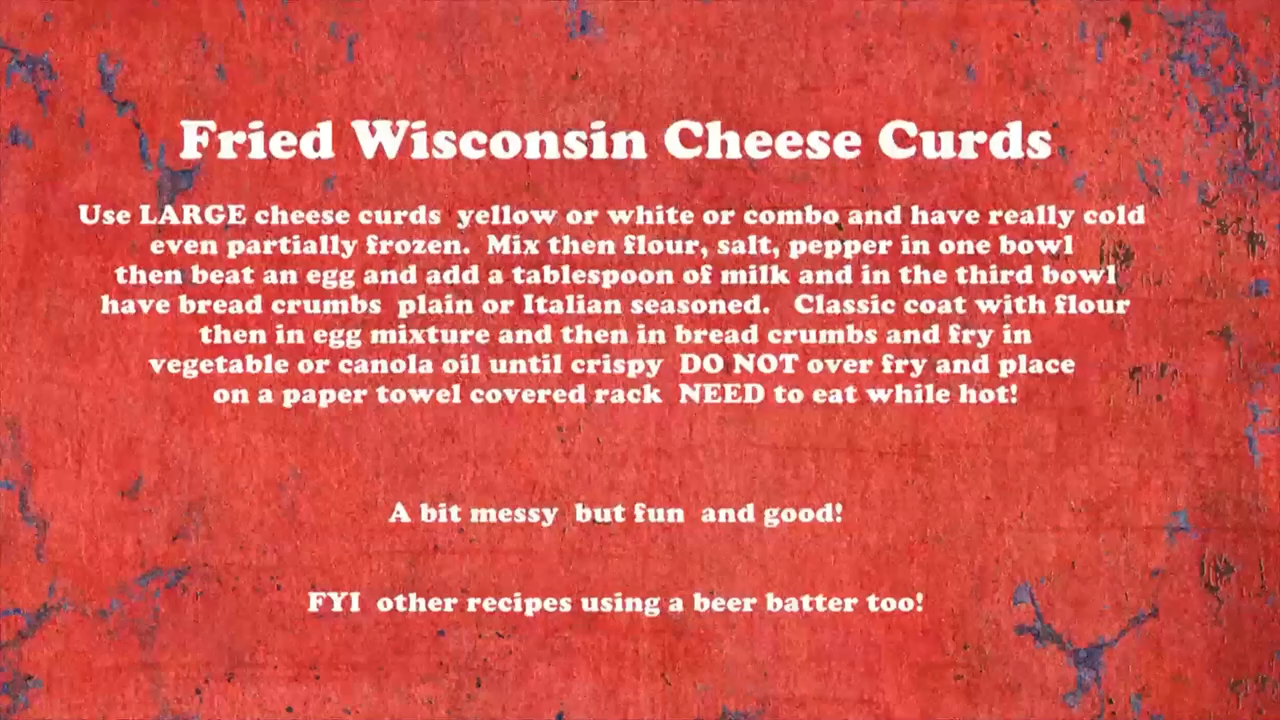 Fried Wisconsin Cheese Curds
Use LARGE cheese curds  yellow or white or combo and have really cold
even partially frozen.  Mix then flour, salt, pepper in one bowl
then beat an egg and add a tablespoon of milk and in the third bowl
have bread crumbs  plain or Italian seasoned.   Classic coat with flour
then in egg mixture and then in bread crumbs and fry in
vegetable or canola oil until crispy  DO NOT over fry and place
on a paper towel covered rack  NEED to eat while hot!
A bit messy  but fun  and good!
FYI  other recipes using a beer batter too!